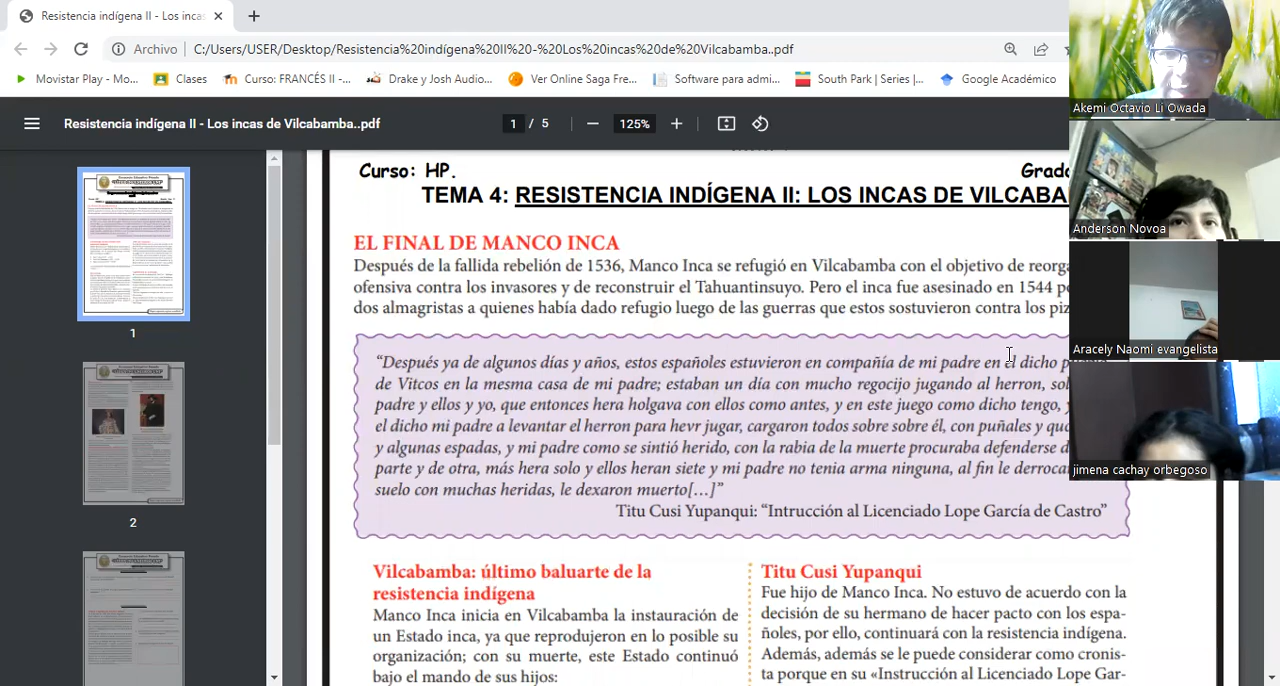 Resistencia indígena II - Los incas
Archivo
C:/Users/USER/Desktop/Resistencia%20indígena%20II%20-%20Los%20incas%20de%20Vilcabamba..pdf
Movistar Play - Mo...
Clases
Curso: FRANCÉS II -...
Drake y Josh Audio...
Ver Online Saga Fre...
Software para admi...
South Park | Series |...
Google Académico
Resistencia indígena II - Los incas de Vilcabamba..pdf
1 / 5
125%
1
2
Curso: HP.
Grad
TEMA 4: RESISTENCIA INDÍGENA II: LOS INCAS DE VILCABA
EL FINAL DE MANCO INCA
Después de la fallida rebelión de 1536, Manco Inca se refugió en Vilcabamba con el objetivo de reorga
ofensiva contra los invasores y de reconstruir el Tahuantinsuyo. Pero el inca fue asesinado en 1544 p
dos almagristas a quienes había dado refugio luego de las guerras que estos sostuvieron contra los piz
“Después ya de algunos días y años, estos españoles estuvieron en compañía de mi padre en el dicho p
de Vitcos en la mesma casa de mi padre; estaban un día con mucho regocijo jugando al herron, sol
padre y ellos y yo, que entonces hera holgava con ellos como antes, y en este juego como dicho tengo, y
el dicho mi padre a levantar el herron para hevr jugar, cargaron todos sobre sobre él, con puñales y qu
y algunas espadas, y mi padre como se sintió herido, con la rabia de la muerte procuraba defenderse d
parte y de otra, más hera solo y ellos heran siete y mi padre no tenia arma ninguna, al fin le derroca
suelo con muchas heridas, le dexaron muerto[…]”
Titu Cusi Yupanqui: “Intrucción al Licenciado Lope García de Castro”
Vilcabamba: último baluarte de la
resistencia indígena
Manco Inca inicia en Vilcabamba la instauración de
un Estado inca, ya que reprodujeron en lo posible su
organización; con su muerte, este Estado continuó
bajo el mando de sus hijos:
Titu Cusi Yupanqui
Fue hijo de Manco Inca. No estuvo de acuerdo con la
decisión de su hermano de hacer pacto con los espa-
ñoles, por ello, continuará con la resistencia indígena.
Además, además se le puede considerar como cronis-
ta porque en su «Instrucción al Licenciado Lope Gar-
Akemi Octavio Li Owada
Anderson Novoa
Aracely Naomi evangelista
jimena cachay orbegoso